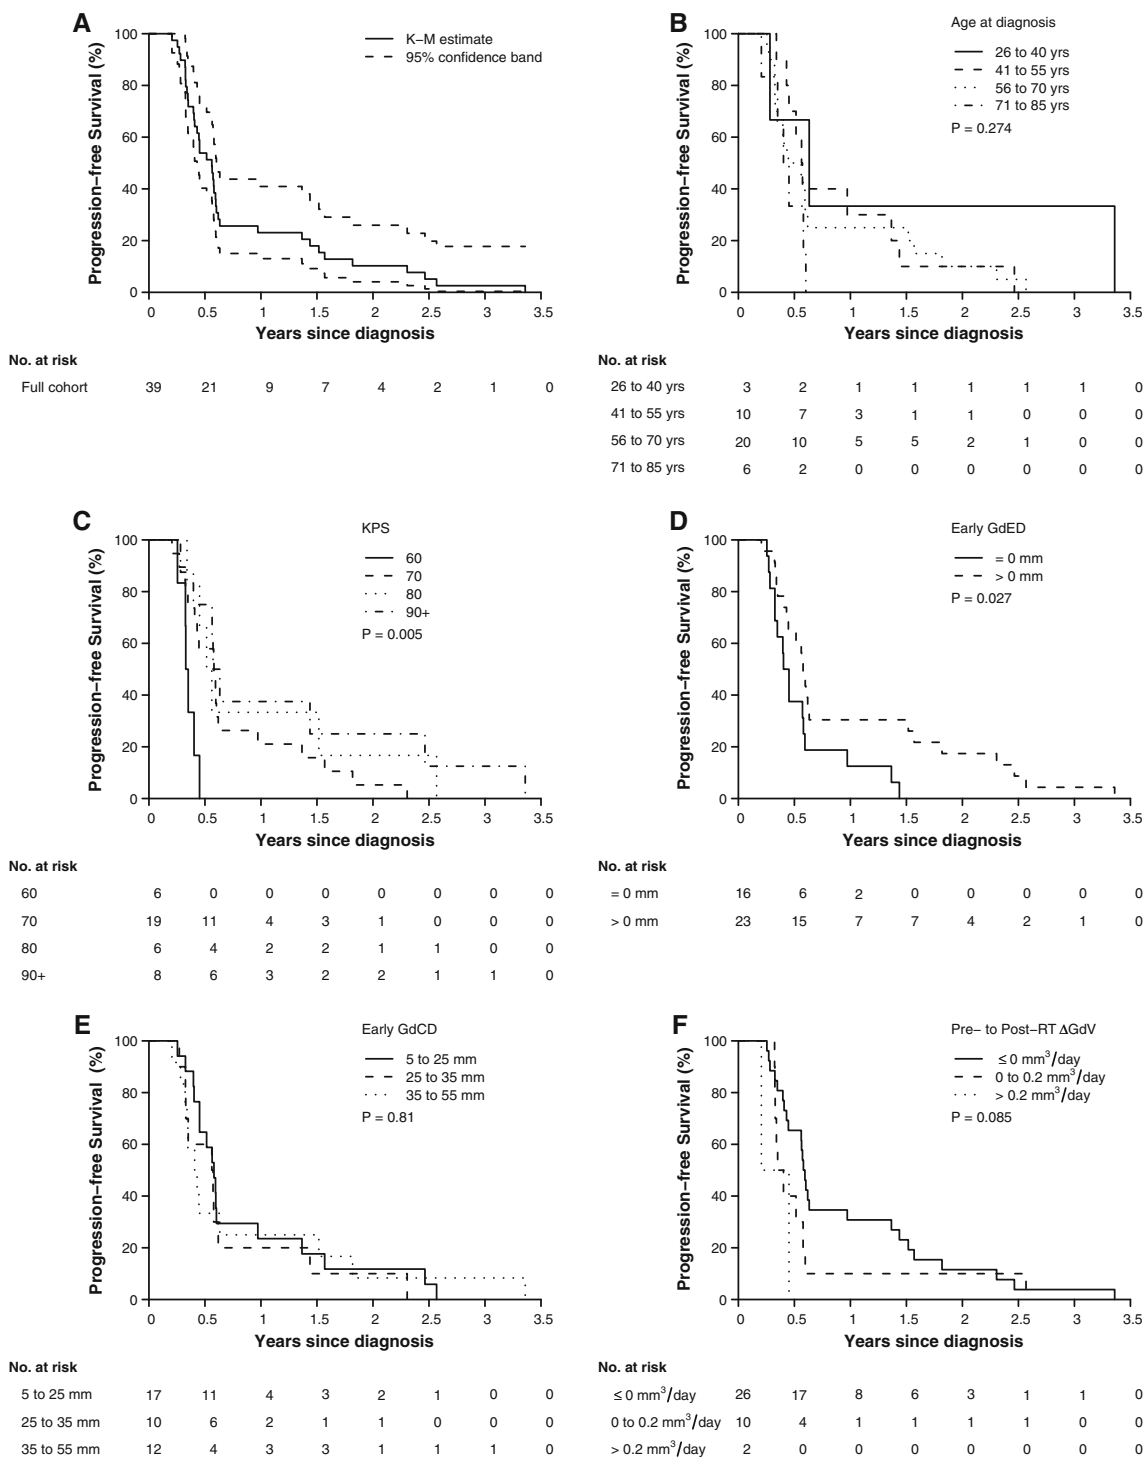 A
Progression−free Survival (%)
100
80
60
40
20
0
K−M estimate
95% confidence band
0 0.5 1 1.5 2 2.5 3 3.5
Years since diagnosis
No. at risk
Full cohort 39 21 9 7 4 2 1 0
B
Progression−free Survival (%)
100
80
60
40
20
0
Age at diagnosis
26 to 40 yrs
41 to 55 yrs
56 to 70 yrs
71 to 85 yrs
P = 0.274
0 0.5 1 1.5 2 2.5 3 3.5
Years since diagnosis
No. at risk
26 to 40 yrs 3 2 1 1 1 1 1 0
41 to 55 yrs 10 7 3 1 1 0 0 0
56 to 70 yrs 20 10 5 5 2 1 0 0
71 to 85 yrs 6 2 0 0 0 0 0 0
C
Progression−free Survival (%)
100
80
60
40
20
0
KPS
60
70
80
90+
P = 0.005
0 0.5 1 1.5 2 2.5 3 3.5
Years since diagnosis
No. at risk
60 6 0 0 0 0 0 0 0
70 19 11 4 3 1 0 0 0
80 6 4 2 2 1 1 0 0
90+ 8 6 3 2 2 1 1 0
D
Progression−free Survival (%)
100
80
60
40
20
0
Early GdED
= 0 mm
> 0 mm
P = 0.027
0 0.5 1 1.5 2 2.5 3 3.5
Years since diagnosis
No. at risk
= 0 mm 16 6 2 0 0 0 0 0
> 0 mm 23 15 7 7 4 2 1 0
E
Progression−free Survival (%)
100
80
60
40
20
0
Early GdCD
5 to 25 mm
25 to 35 mm
35 to 55 mm
P = 0.81
0 0.5 1 1.5 2 2.5 3 3.5
Years since diagnosis
No. at risk
5 to 25 mm 17 11 4 3 2 1 0 0
25 to 35 mm 10 6 2 1 1 0 0 0
35 to 55 mm 12 4 3 3 1 1 1 0
F
Progression−free Survival (%)
100
80
60
40
20
0
Pre− to Post−RT ΔGdV
≤ 0 mm³/day
0 to 0.2 mm³/day
> 0.2 mm³/day
P = 0.085
0 0.5 1 1.5 2 2.5 3 3.5
Years since diagnosis
No. at risk
≤ 0 mm³/day 26 17 8 6 3 1 1 0
0 to 0.2 mm³/day 10 4 1 1 1 1 0 0
> 0.2 mm³/day 2 0 0 0 0 0 0 0